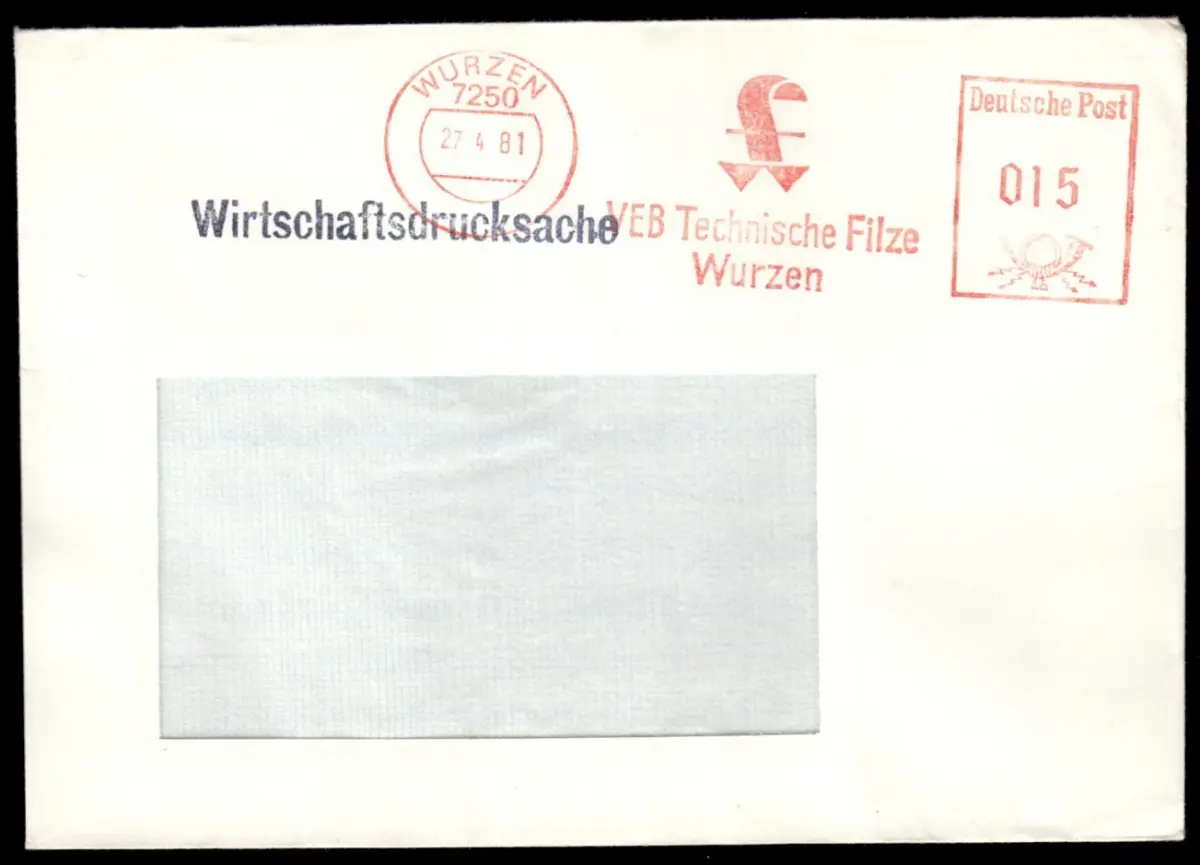 WURZEN
7250
27 4 81
Deutsche Post
015
Wirtschaftsdrucksache
VEB Technische Filze
Wurzen